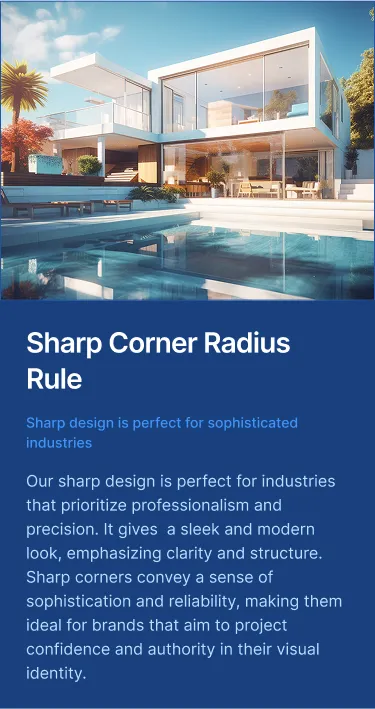 Sharp Corner Radius
Rule
Sharp design is perfect for sophisticated
industries
Our sharp design is perfect for industries
that prioritize professionalism and
precision. It gives  a sleek and modern
look, emphasizing clarity and structure.
Sharp corners convey a sense of
sophistication and reliability, making them
ideal for brands that aim to project
confidence and authority in their visual
identity.